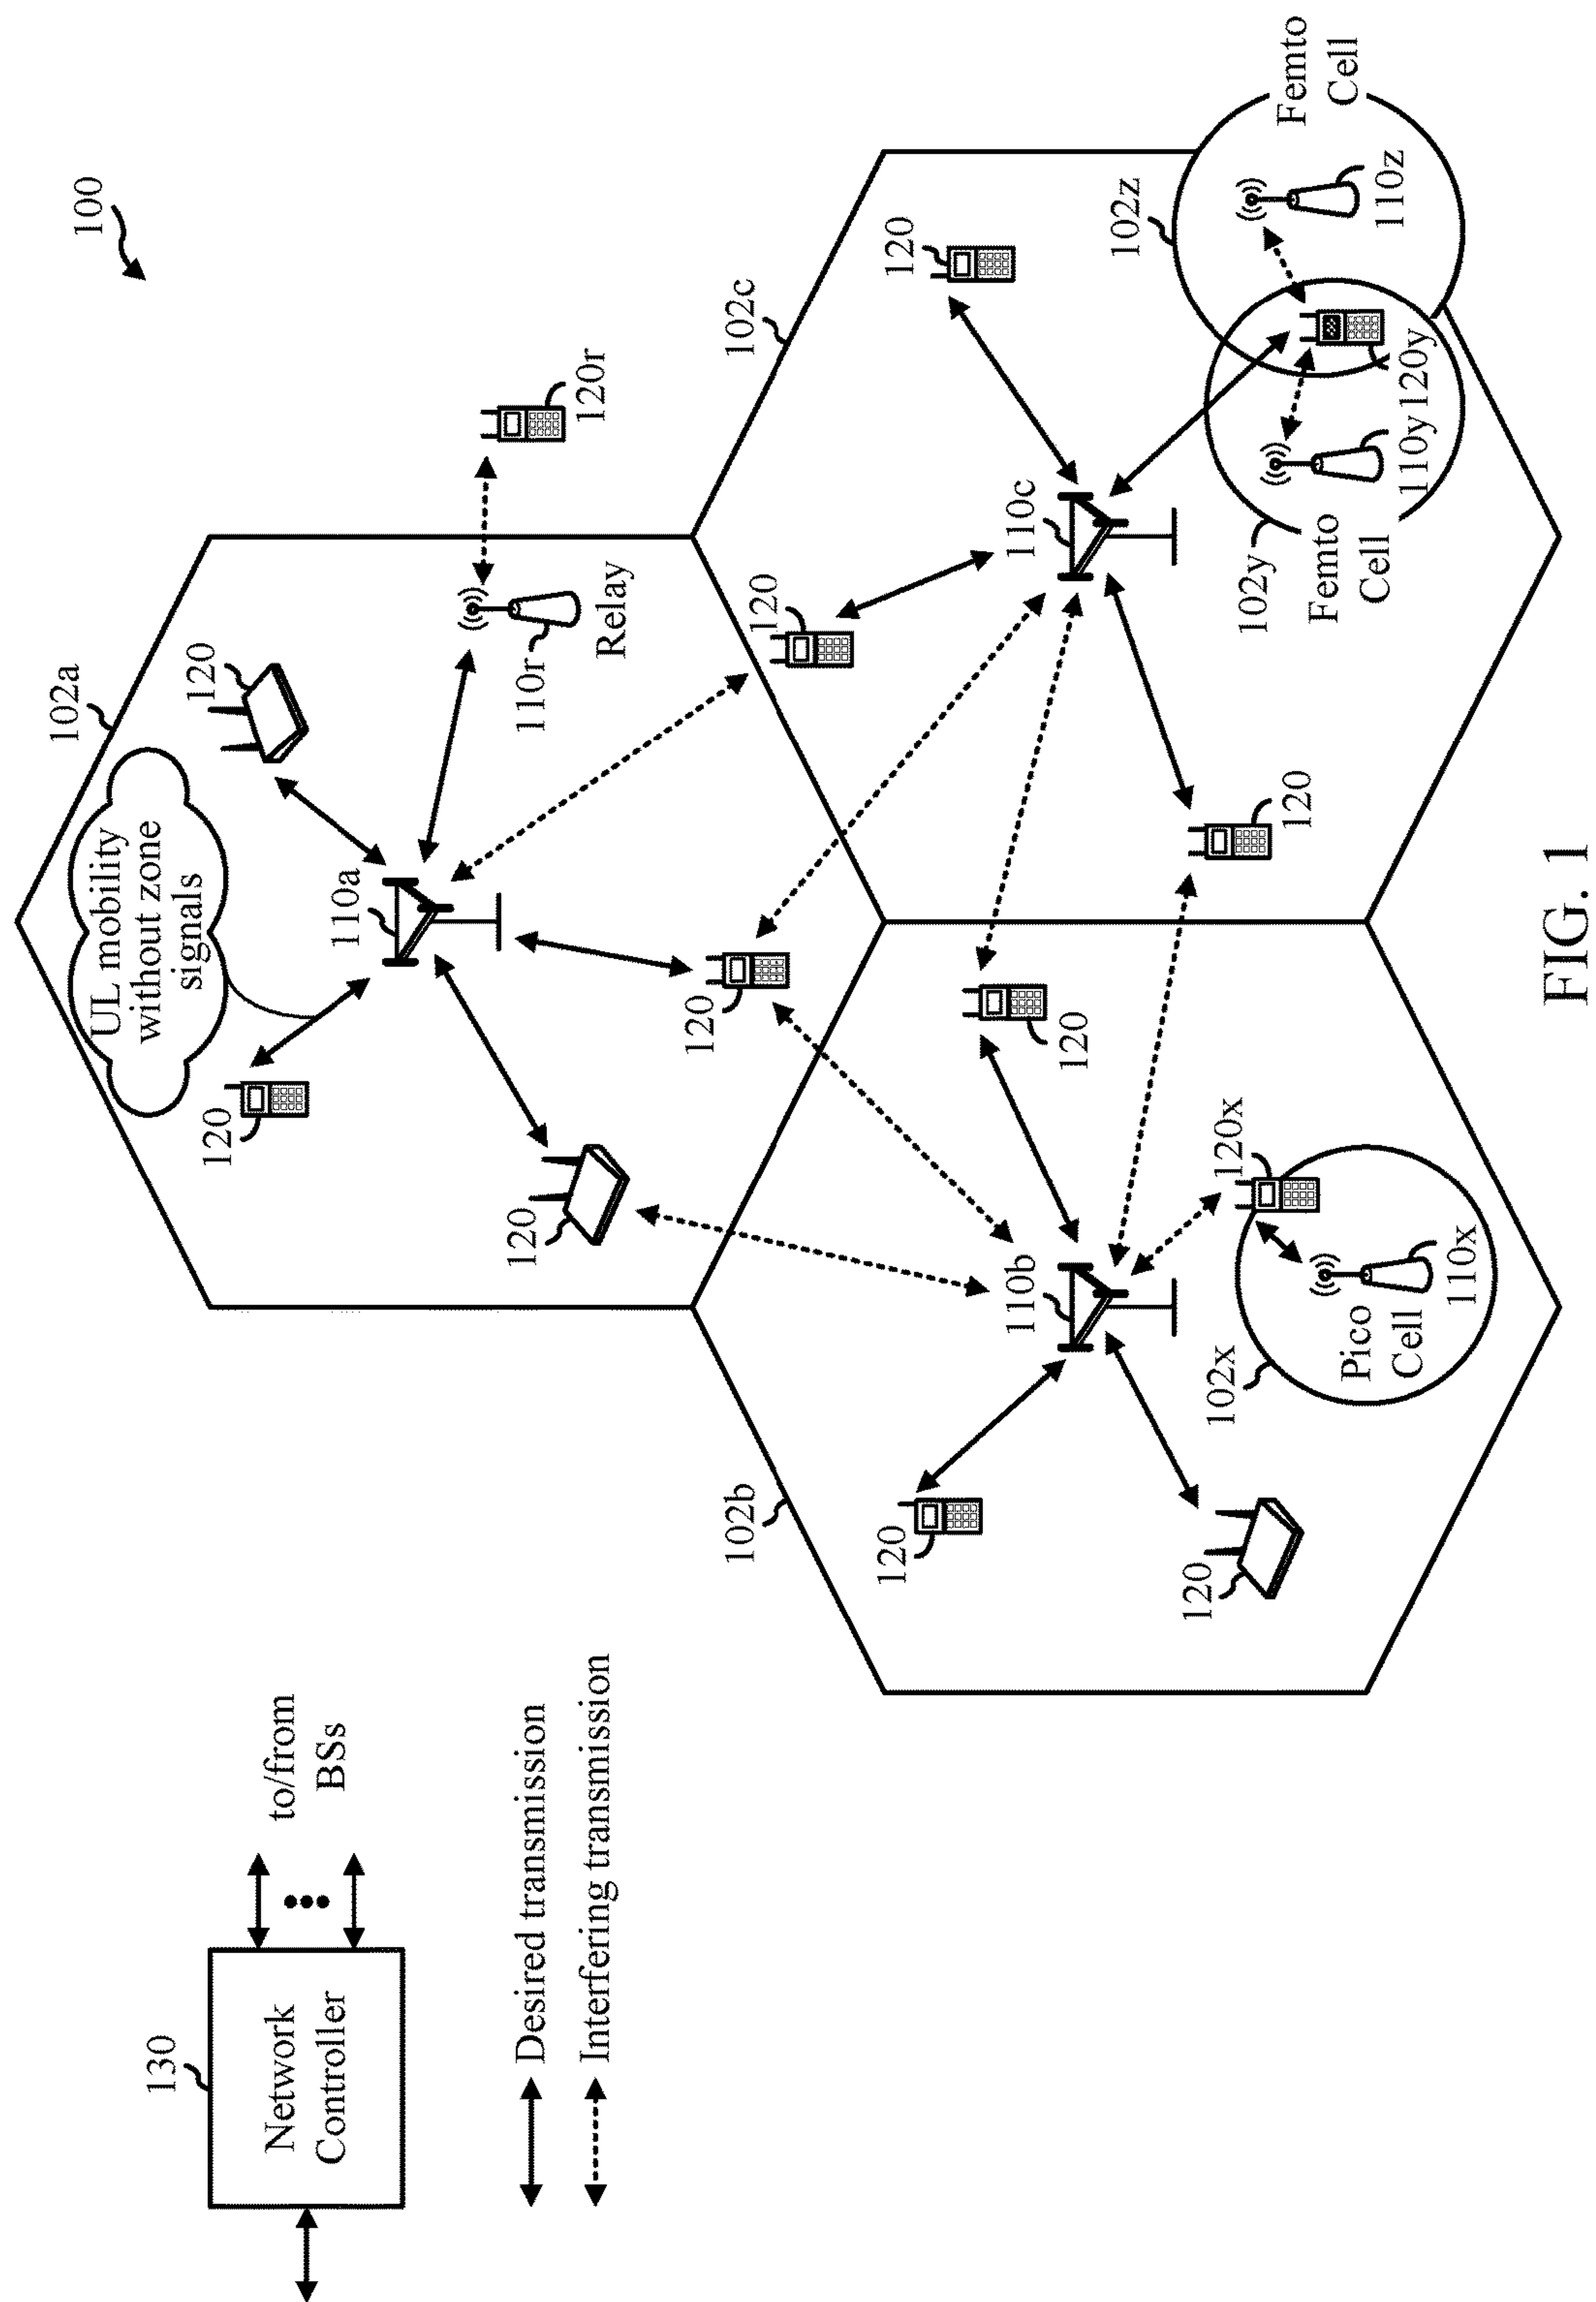 100
130
Network
Controller
to/from
BSs
Desired transmission
Interfering transmission
102a
UL mobility
without zone
signals
120
120
110a
120
110r
Relay
120r
120
102b
120
102c
120
120
110b
120
110c
120
120
102x
Pico
Cell
110x
120x
120
102y
Femto
Cell
110y
120y
102z
110z
Femto
Cell
FIG. 1